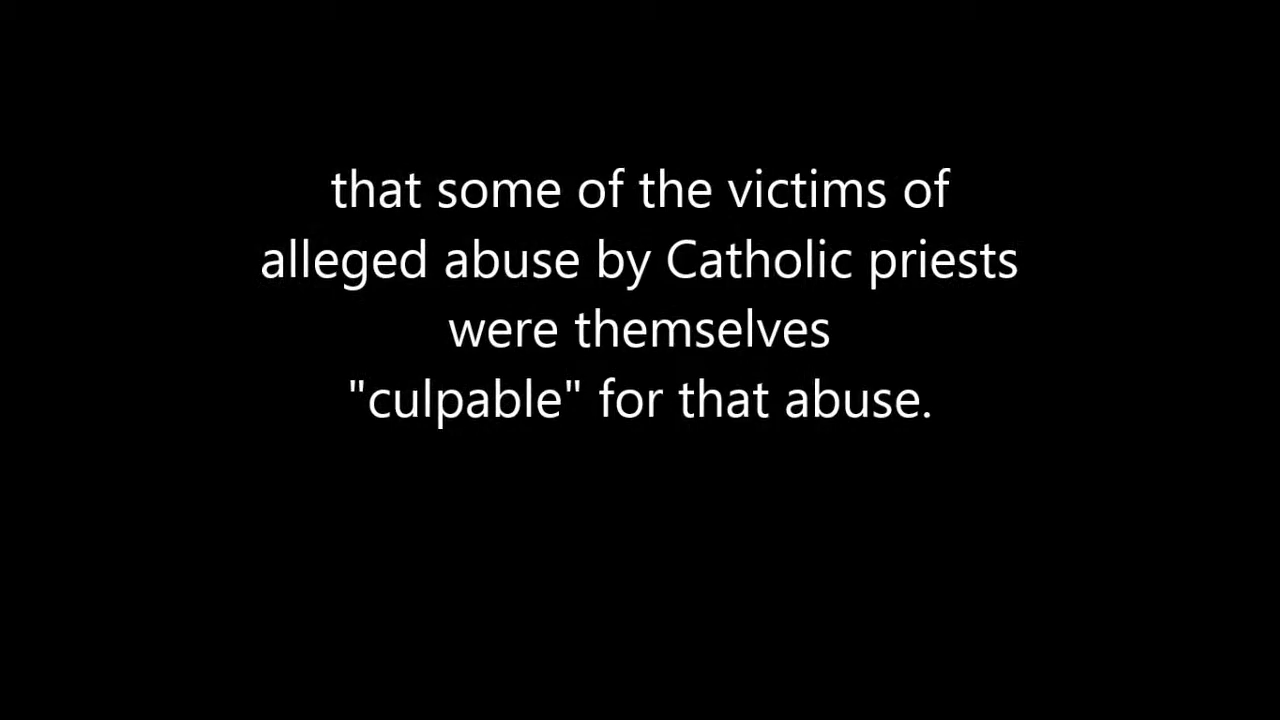 that some of the victims of
alleged abuse by Catholic priests
were themselves
"culpable" for that abuse.